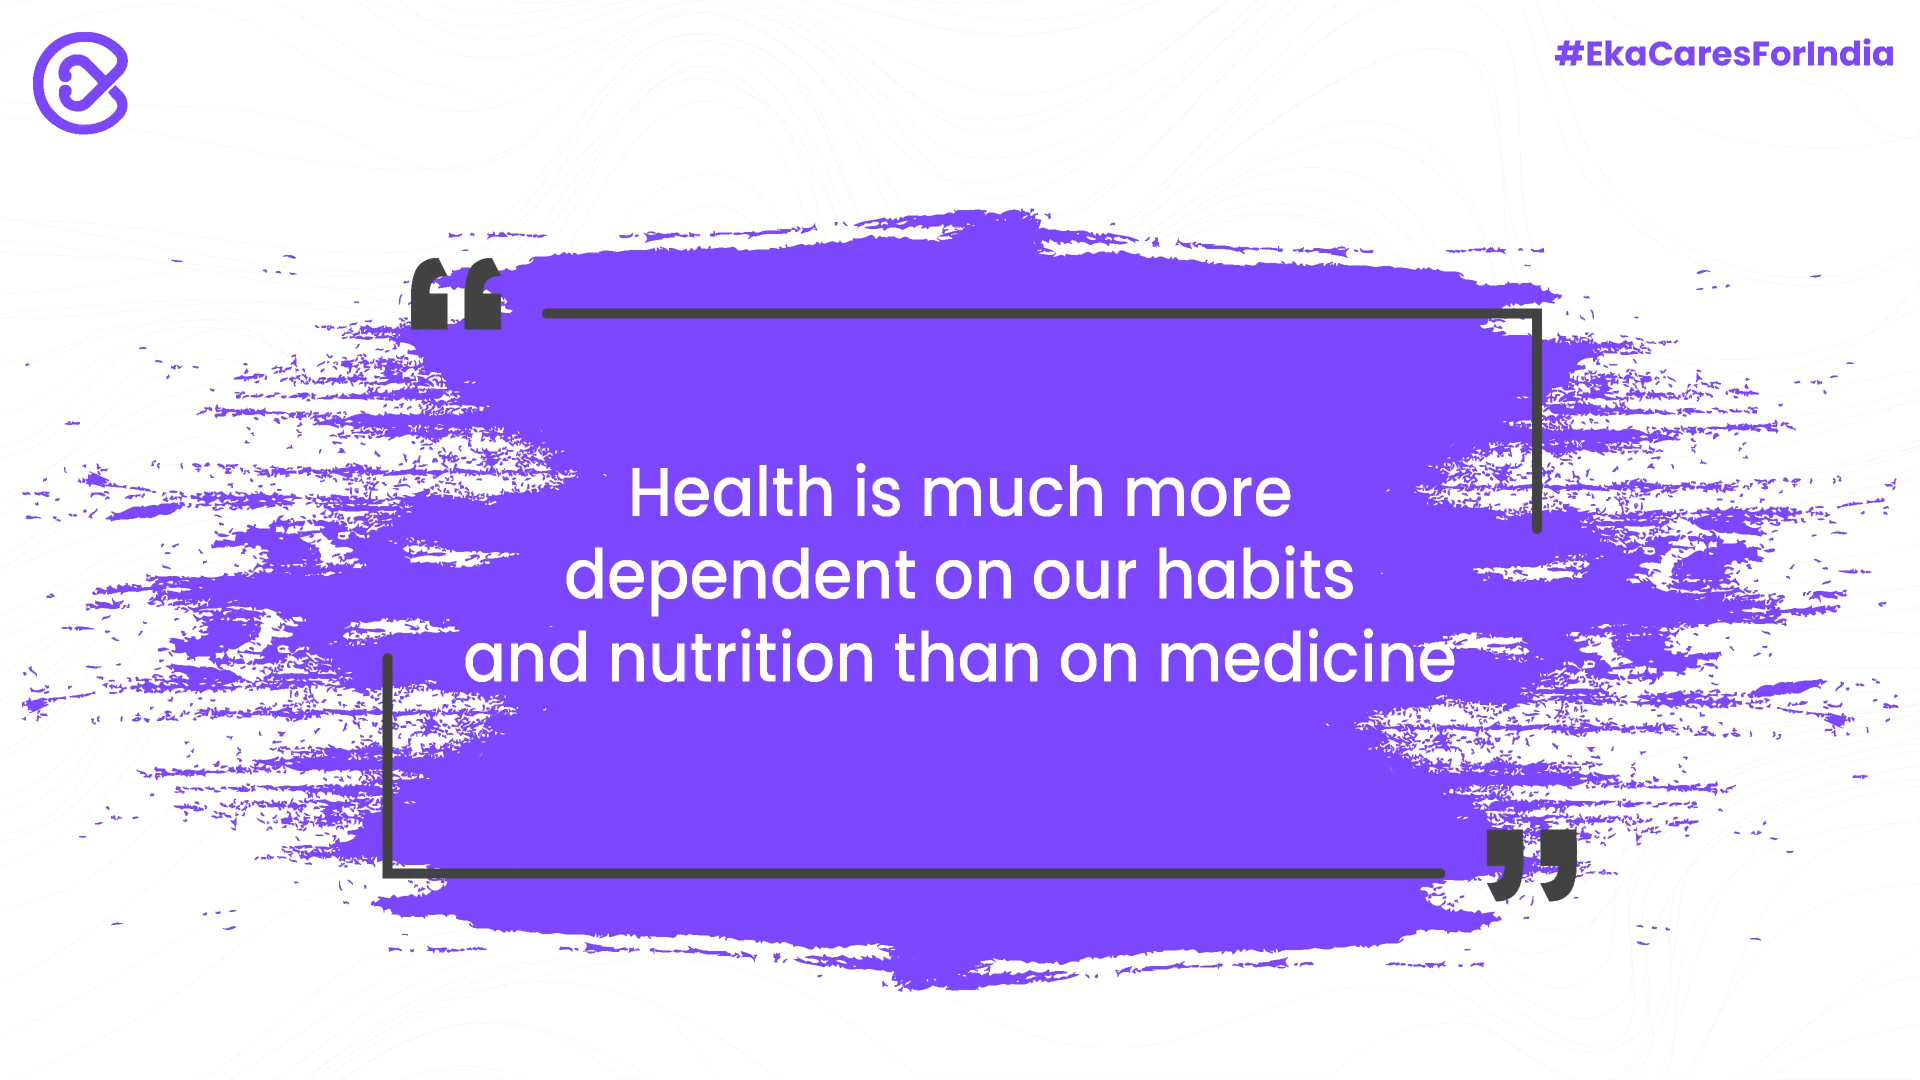 #EkaCaresForIndia
“
Health is much more
dependent on our habits
and nutrition than on medicine
”